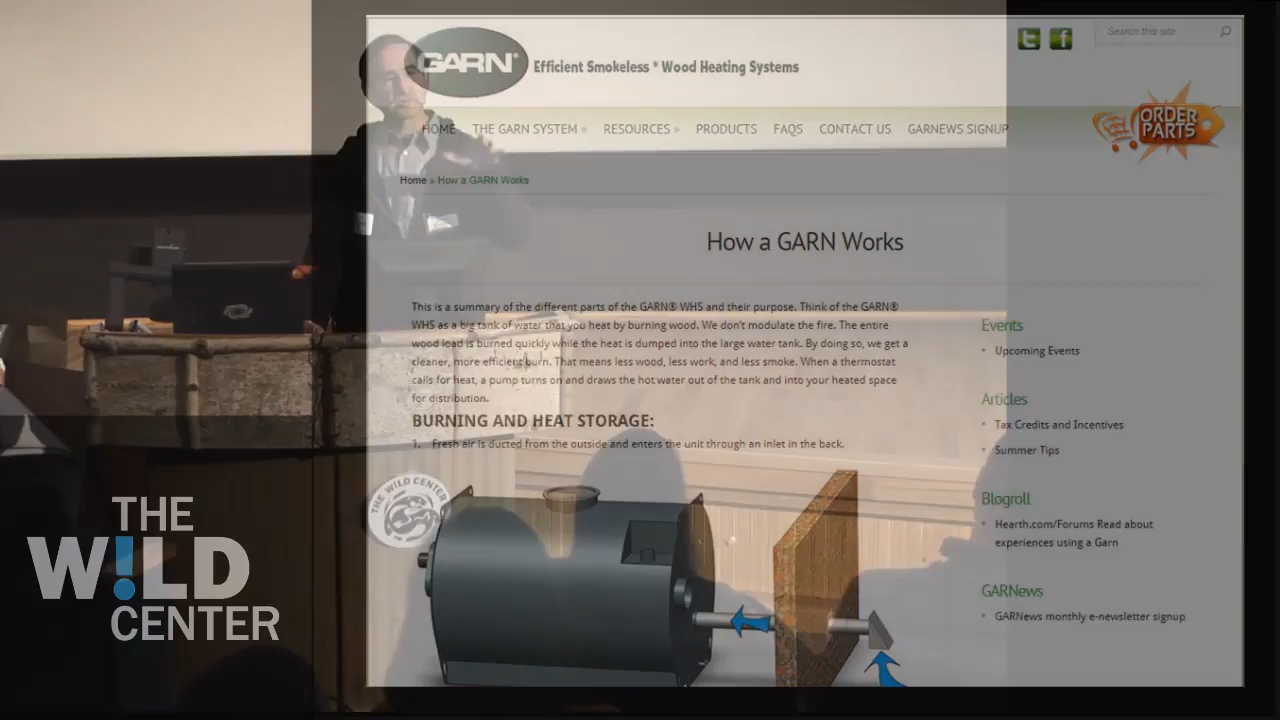 GARN®
Efficient Smokeless * Wood Heating Systems
Search this site
HOME THE GARN SYSTEM » RESOURCES » PRODUCTS FAQS CONTACT US GARNEWS SIGNUP
ORDER
PARTS
Home » How a GARN Works
How a GARN Works
This is a summary of the different parts of the GARN® WHS and their purpose. Think of the GARN®
WHS as a big tank of water that you heat by burning wood. We don't modulate the fire. The entire
wood load is burned quickly while the heat is dumped into the large water tank. By doing so, we get a
cleaner, more efficient burn. That means less wood, less work, and less smoke. When a thermostat
calls for heat, a pump turns on and draws the hot water out of the tank and into your heated space
for distribution.
BURNING AND HEAT STORAGE:
1. Fresh air is ducted from the outside and enters the unit through an inlet in the back.
Events
Upcoming Events
Articles
Tax Credits and Incentives
Summer Tips
Blogroll
Hearth.com/Forums Read about
experiences using a Garn
GARNews
GARNews monthly e-newsletter signup
THE WILD CENTER
THE
W!LD
CENTER